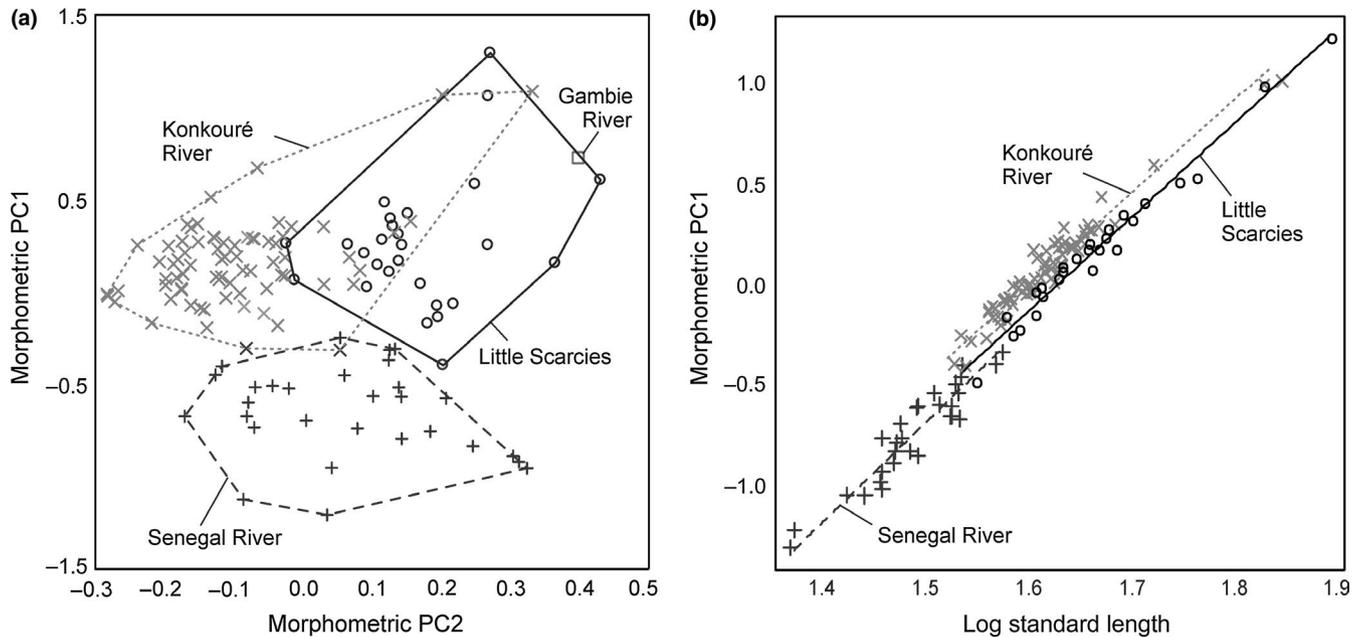 (a)
1.5
0.5
–0.5
–1.5
Morphometric PC1
Konkouré
River
Gambie
River
Little Scarcies
Senegal River
–0.3
–0.2
–0.1
0.0
0.1
0.2
0.3
0.4
0.5
Morphometric PC2
(b)
1.0
0.5
0.0
–0.5
–1.0
Morphometric PC1
Konkouré
River
Little
Scarcies
Senegal River
1.4
1.5
1.6
1.7
1.8
1.9
Log standard length